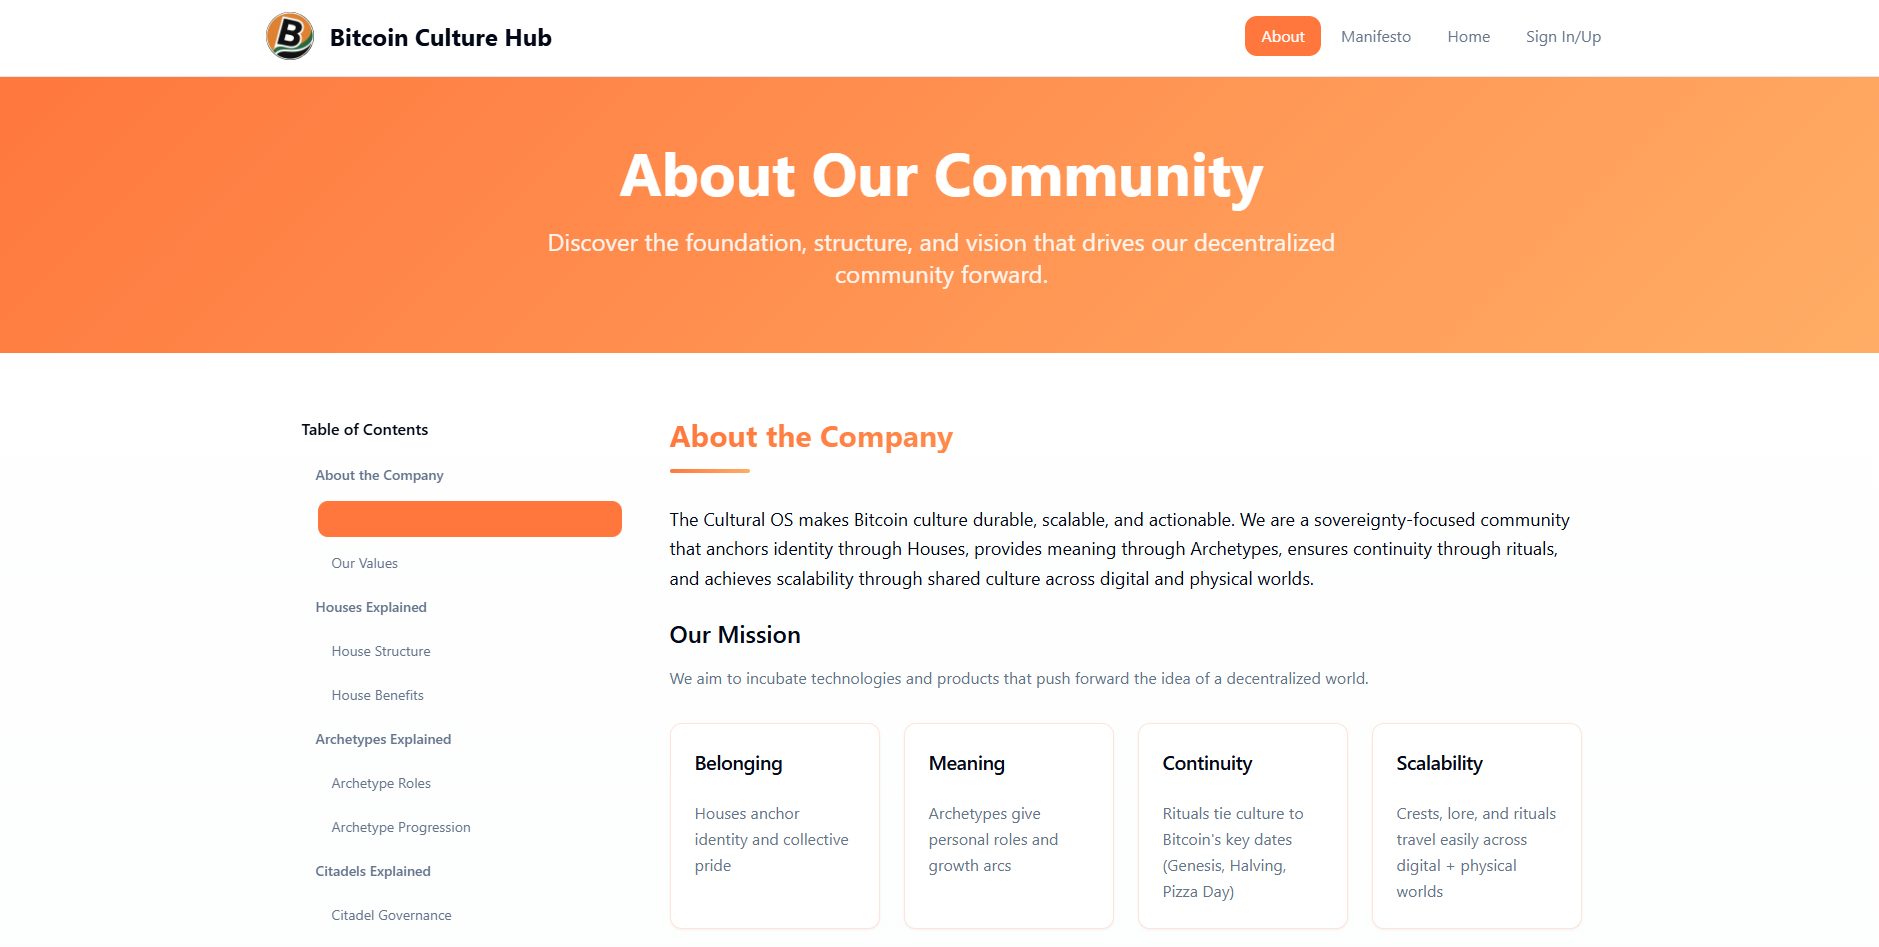 B
Bitcoin Culture Hub
About
Manifesto
Home
Sign In/Up
About Our Community
Discover the foundation, structure, and vision that drives our decentralized
community forward.
Table of Contents
About the Company
Our Values
Houses Explained
House Structure
House Benefits
Archetypes Explained
Archetype Roles
Archetype Progression
Citadels Explained
Citadel Governance
About the Company
The Cultural OS makes Bitcoin culture durable, scalable, and actionable. We are a sovereignty-focused community
that anchors identity through Houses, provides meaning through Archetypes, ensures continuity through rituals,
and achieves scalability through shared culture across digital and physical worlds.
Our Mission
We aim to incubate technologies and products that push forward the idea of a decentralized world.
Belonging
Houses anchor
identity and collective
pride
Meaning
Archetypes give
personal roles and
growth arcs
Continuity
Rituals tie culture to
Bitcoin's key dates
(Genesis, Halving,
Pizza Day)
Scalability
Crests, lore, and rituals
travel easily across
digital + physical
worlds